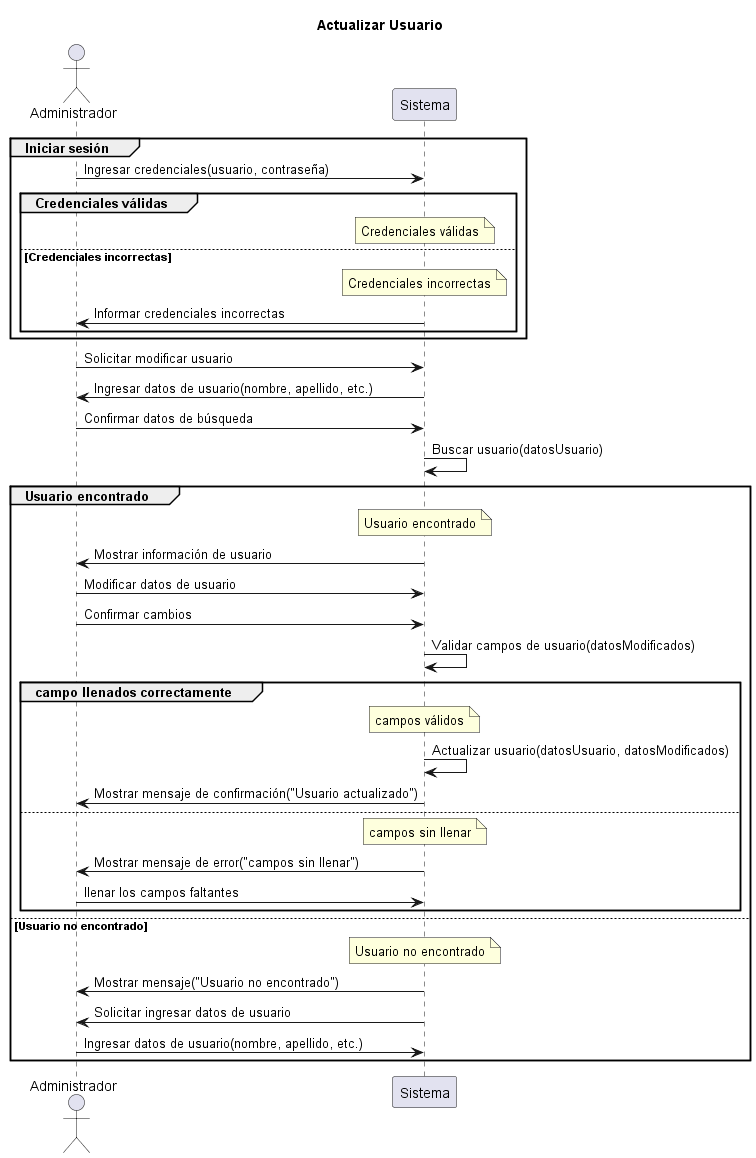 Actualizar Usuario
Administrador
Sistema
Iniciar sesión
Ingresar credenciales(usuario, contraseña)
Credenciales válidas
Credenciales válidas
[Credenciales incorrectas]
Credenciales incorrectas
Informar credenciales incorrectas
Solicitar modificar usuario
Ingresar datos de usuario(nombre, apellido, etc.)
Confirmar datos de búsqueda
Buscar usuario(datosUsuario)
Usuario encontrado
Usuario encontrado
Mostrar información de usuario
Modificar datos de usuario
Confirmar cambios
Validar campos de usuario(datosModificados)
campo llenados correctamente
campos válidos
Actualizar usuario(datosUsuario, datosModificados)
Mostrar mensaje de confirmación("Usuario actualizado")
campos sin llenar
Mostrar mensaje de error("campos sin llenar")
llenar los campos faltantes
[Usuario no encontrado]
Usuario no encontrado
Mostrar mensaje("Usuario no encontrado")
Solicitar ingresar datos de usuario
Ingresar datos de usuario(nombre, apellido, etc.)
Administrador
Sistema